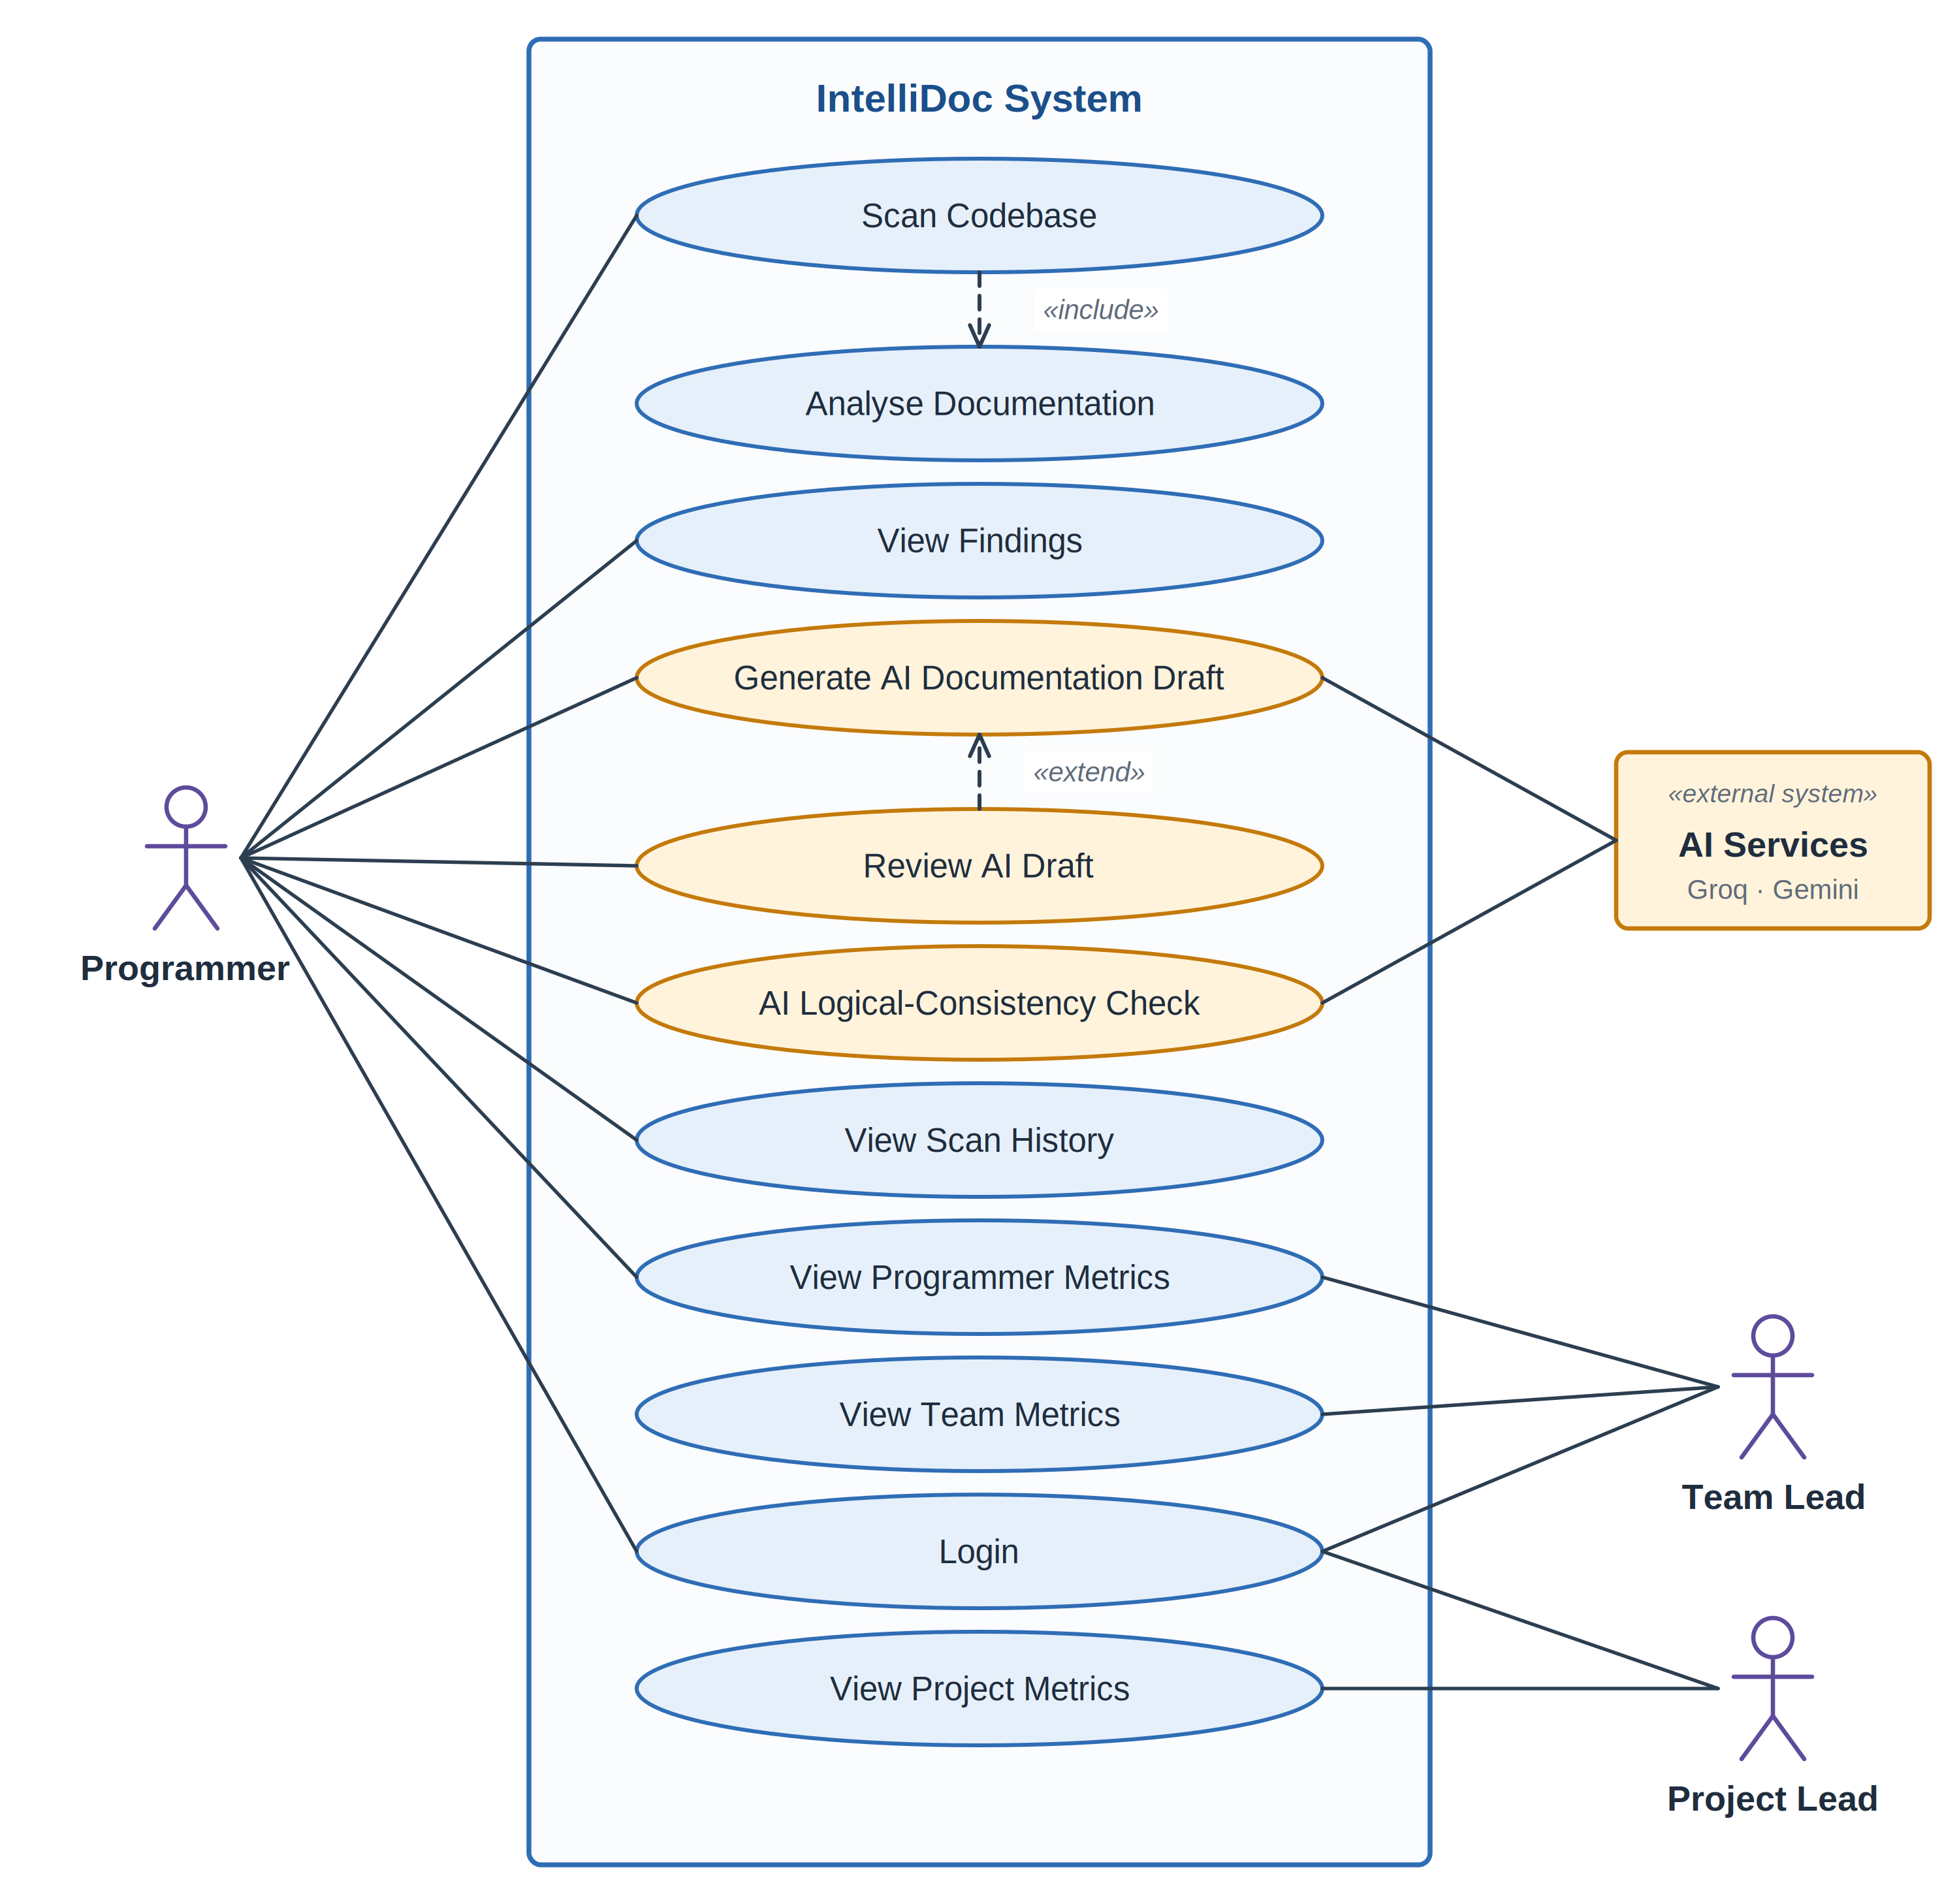 IntelliDoc System
Scan Codebase
«include»
Analyse Documentation
View Findings
Generate AI Documentation Draft
«extend»
Review AI Draft
AI Logical-Consistency Check
View Scan History
View Programmer Metrics
View Team Metrics
Login
View Project Metrics
Programmer
«external system»
AI Services
Groq · Gemini
Team Lead
Project Lead